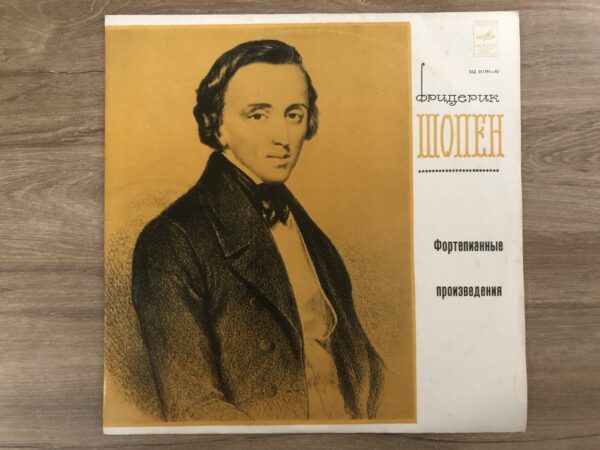 Фридерик
ШОПЕН
Фортепианные
произведения